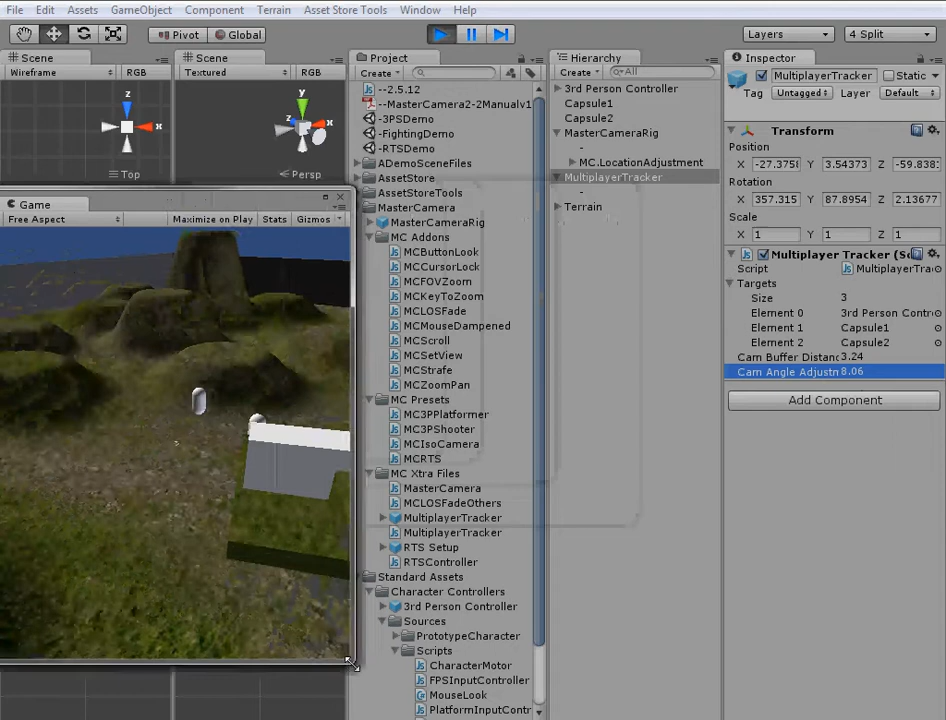 File Edit Assets GameObject Component Terrain Asset Store Tools Window Help
Pivot Global Layers 4 Split
Scene
Wireframe RGB
z
x
Top
Scene
Textured RGB
y
z x
Persp
Game
Free Aspect Maximize on Play Stats Gizmos
Project
Create
--2.5.12
--MasterCamera2-2Manualv1
-3PSDemo
-FightingDemo
-RTSDemo
ADemoSceneFiles
AssetStore
AssetStoreTools
MasterCamera
MasterCameraRig
MC Addons
MCButtonLook
MCCursorLock
MCFOVZoom
MCKeyToZoom
MCLOSFade
MCMouseDampened
MCScroll
MCSetView
MCStrafe
MCZoomPan
MC Presets
MC3PPlatformer
MC3PShooter
MCIsoCamera
MCRTS
MC Xtra Files
MasterCamera
MCLOSFadeOthers
MultiplayerTracker
MultiplayerTracker
RTS Setup
RTSController
Standard Assets
Character Controllers
3rd Person Controller
Sources
PrototypeCharacter
Scripts
CharacterMotor
FPSInputController
MouseLook
PlatformInputContr
Hierarchy
Create All
3rd Person Controller
Capsule1
Capsule2
MasterCameraRig
-
MC.LocationAdjustment
MultiplayerTracker
-
Terrain
Inspector
MultiplayerTracker Static
Tag Untagged Layer Default
Transform
Position
X -27.3758 Y 3.54373 Z -59.8383
Rotation
X 357.315 Y 87.8954 Z 2.13677
Scale
X 1 Y 1 Z 1
Multiplayer Tracker (Sc
Script MultiplayerTra
Targets
Size 3
Element 0 3rd Person Contr
Element 1 Capsule1
Element 2 Capsule2
Cam Buffer Distanc 3.24
Cam Angle Adjustm 8.06
Add Component